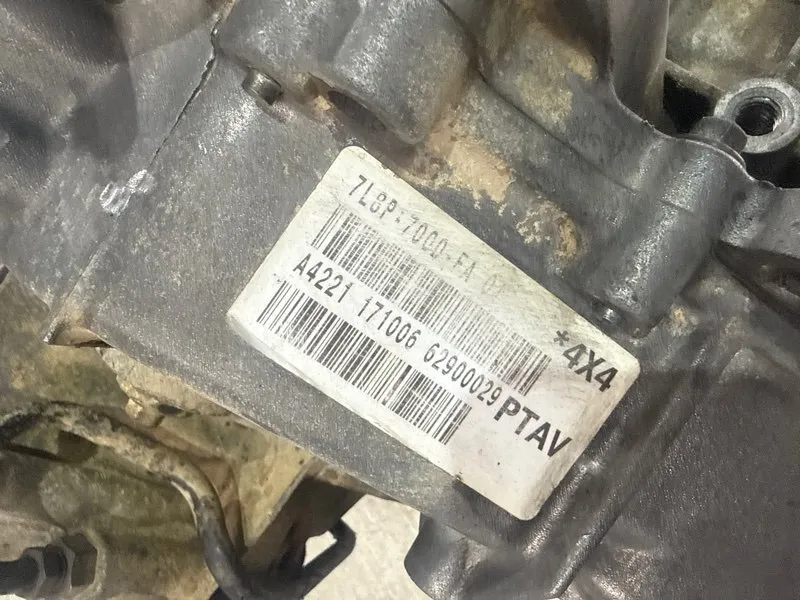 7L8P-7000-FA
A4221 171006 62900029
*4X4
PTAV